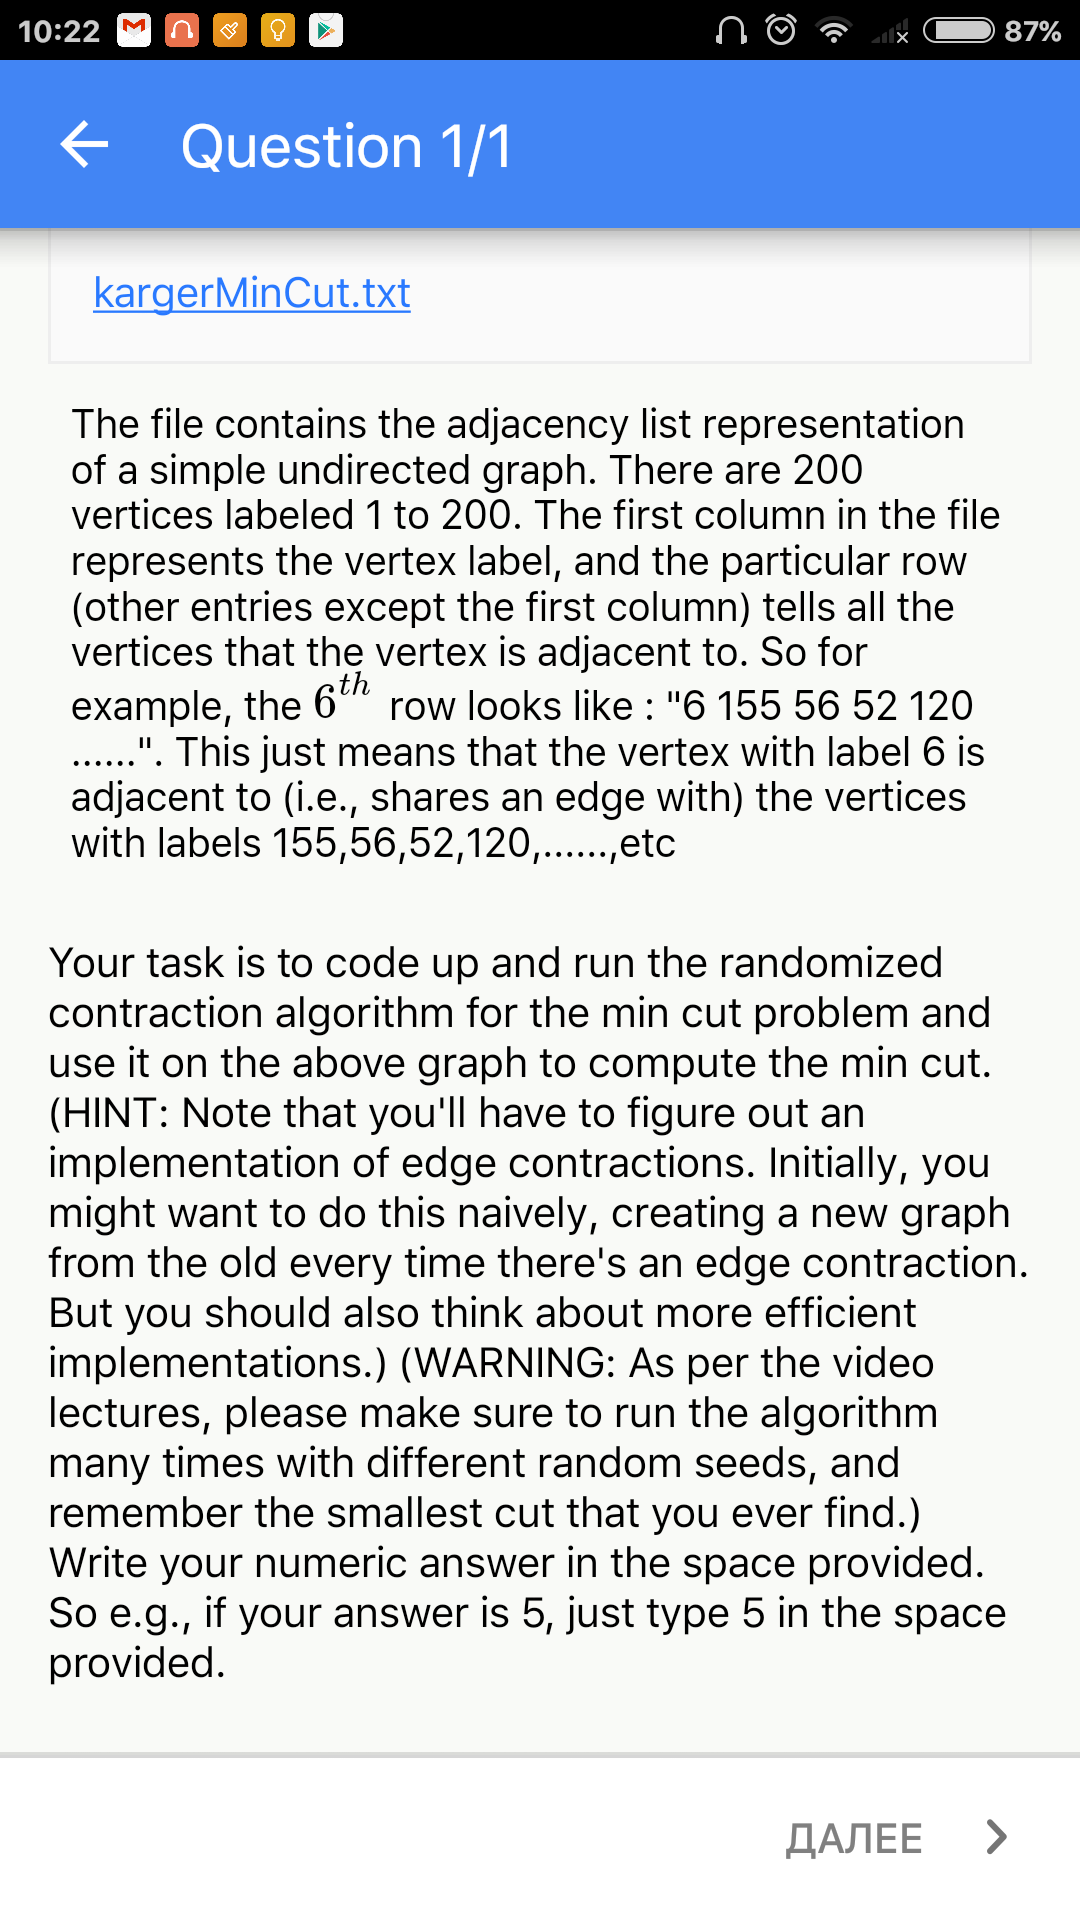 10:22
87%
Question 1/1
kargerMinCut.txt
The file contains the adjacency list representation
of a simple undirected graph. There are 200
vertices labeled 1 to 200. The first column in the file
represents the vertex label, and the particular row
(other entries except the first column) tells all the
vertices that the vertex is adjacent to. So for
example, the 6th row looks like : "6 155 56 52 120
......". This just means that the vertex with label 6 is
adjacent to (i.e., shares an edge with) the vertices
with labels 155,56,52,120,......,etc
Your task is to code up and run the randomized
contraction algorithm for the min cut problem and
use it on the above graph to compute the min cut.
(HINT: Note that you'll have to figure out an
implementation of edge contractions. Initially, you
might want to do this naively, creating a new graph
from the old every time there's an edge contraction.
But you should also think about more efficient
implementations.) (WARNING: As per the video
lectures, please make sure to run the algorithm
many times with different random seeds, and
remember the smallest cut that you ever find.)
Write your numeric answer in the space provided.
So e.g., if your answer is 5, just type 5 in the space
provided.
ДАЛЕЕ